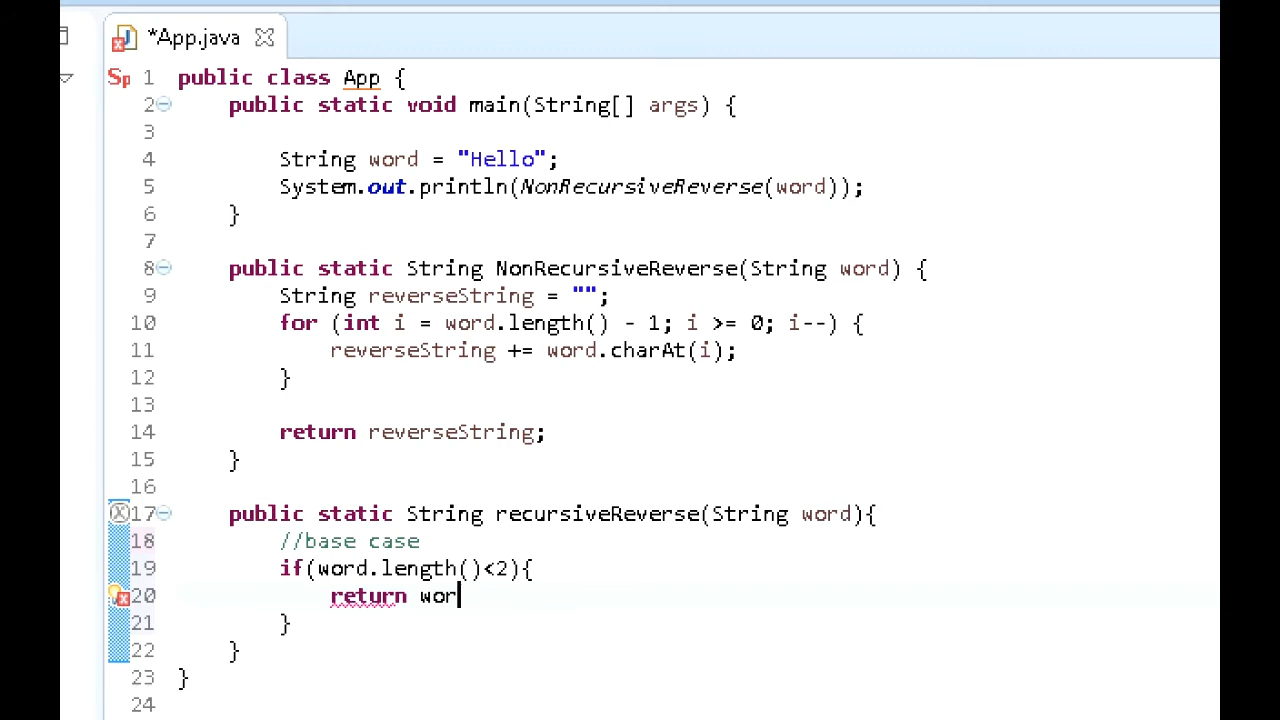 *App.java
Sp 1 public class App {
2 public static void main(String[] args) {
3
4 String word = "Hello";
5 System.out.println(NonRecursiveReverse(word));
6 }
7
8 public static String NonRecursiveReverse(String word) {
9 String reverseString = "";
10 for (int i = word.length() - 1; i >= 0; i--) {
11 reverseString += word.charAt(i);
12 }
13
14 return reverseString;
15 }
16
17 public static String recursiveReverse(String word){
18 //base case
19 if(word.length()<2){
20 return wor
21 }
22 }
23 }
24